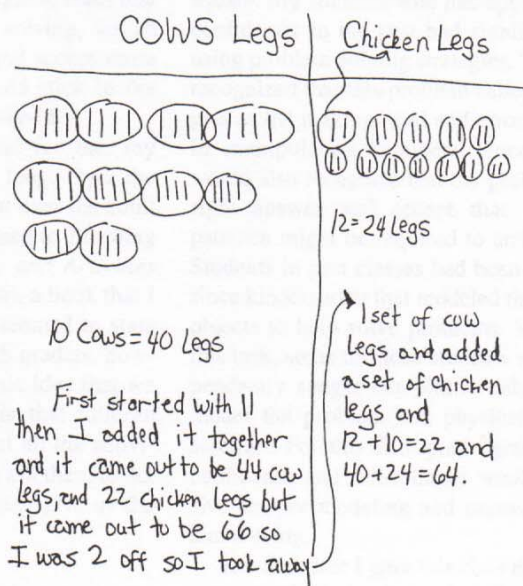 COWS Legs
Chicken Legs
12=24 Legs
10 Cows = 40 Legs
First started with 11
then I added it together
and it came out to be 44 cow
legs, and 22 chicken legs but
it came out to be 66 so
I was 2 off so I took away
1 set of cow
Legs and added
a set of chicken
legs and
12+10=22 and
40+24=64.